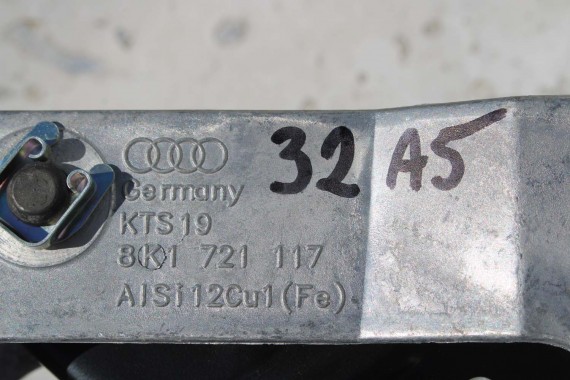 32 A5
Germany
KTS19
8K1 721 117
AlSi12Cu1(Fe)